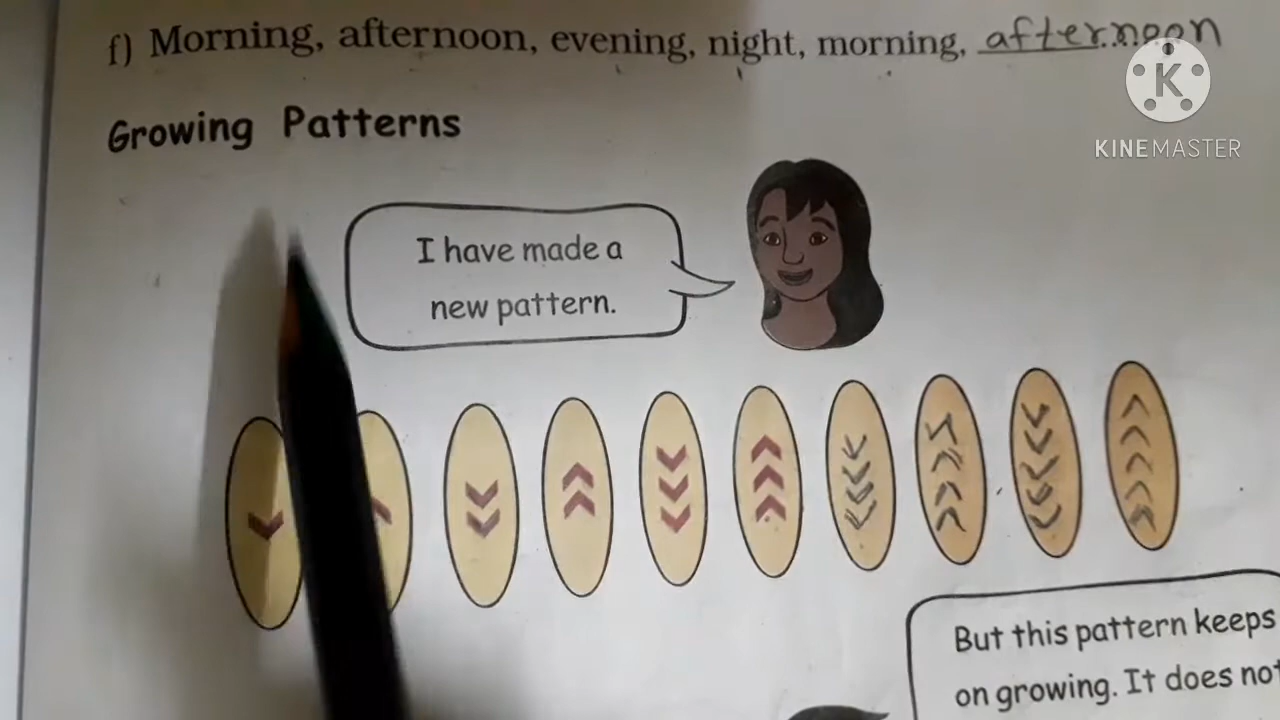 f) Morning, afternoon, evening, night, morning, afternoon
K
KINEMASTER
Growing Patterns
I have made a
new pattern.
But this pattern keeps
on growing. It does not